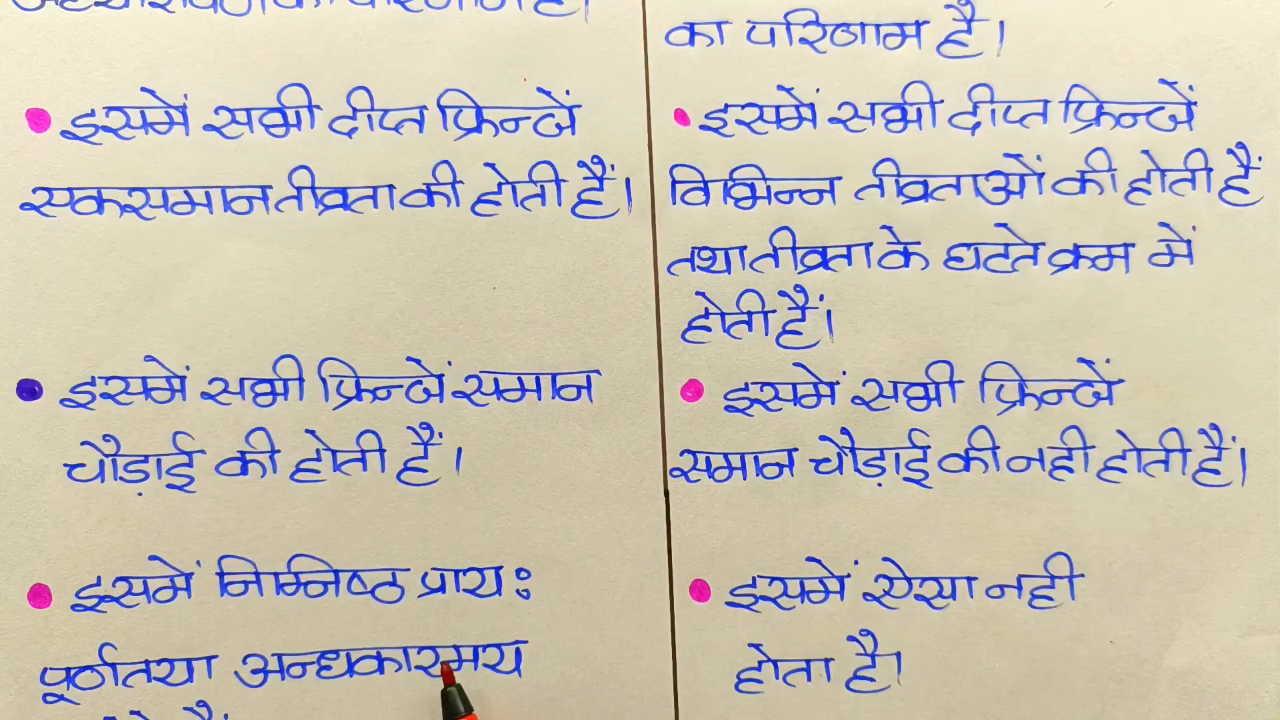 का परिणाम है।
इसमें सभी दीप्त फ्रिन्जें
एकसमान तीव्रता की होती हैं।
इसमें सभी फ्रिन्जें समान
चौड़ाई की होती हैं।
इसमें निम्निष्ठ प्रायः
पूर्णतया अन्धकारमय
इसमें सभी दीप्त फ्रिन्जें
विभिन्न तीव्रताओं की होती हैं
तथा तीव्रता के घटते क्रम में
होती हैं।
इसमें सभी फ्रिन्जें
समान चौड़ाई की नही होती हैं।
इसमें ऐसा नही
होता है।